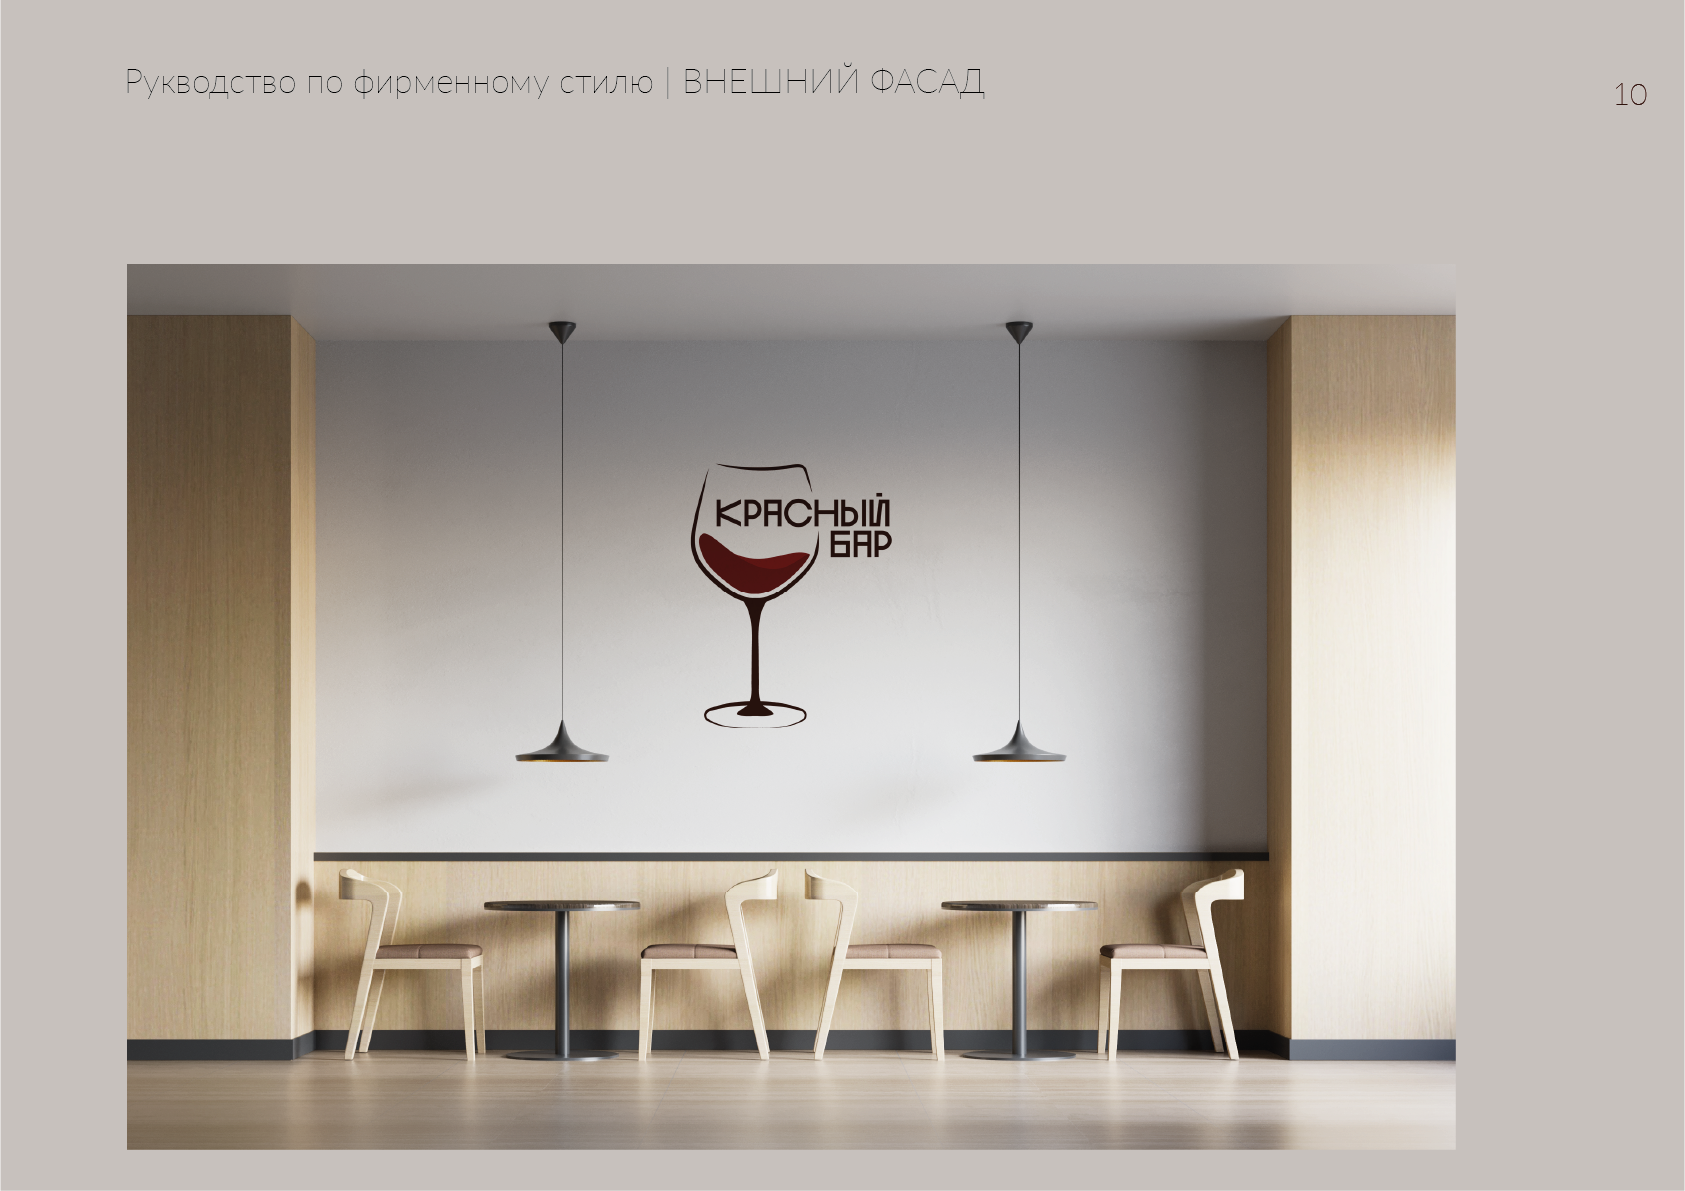 Рукводство по фирменному стилю | ВНЕШНИЙ ФАСАД
10
КРАСНЫЙ
БАР